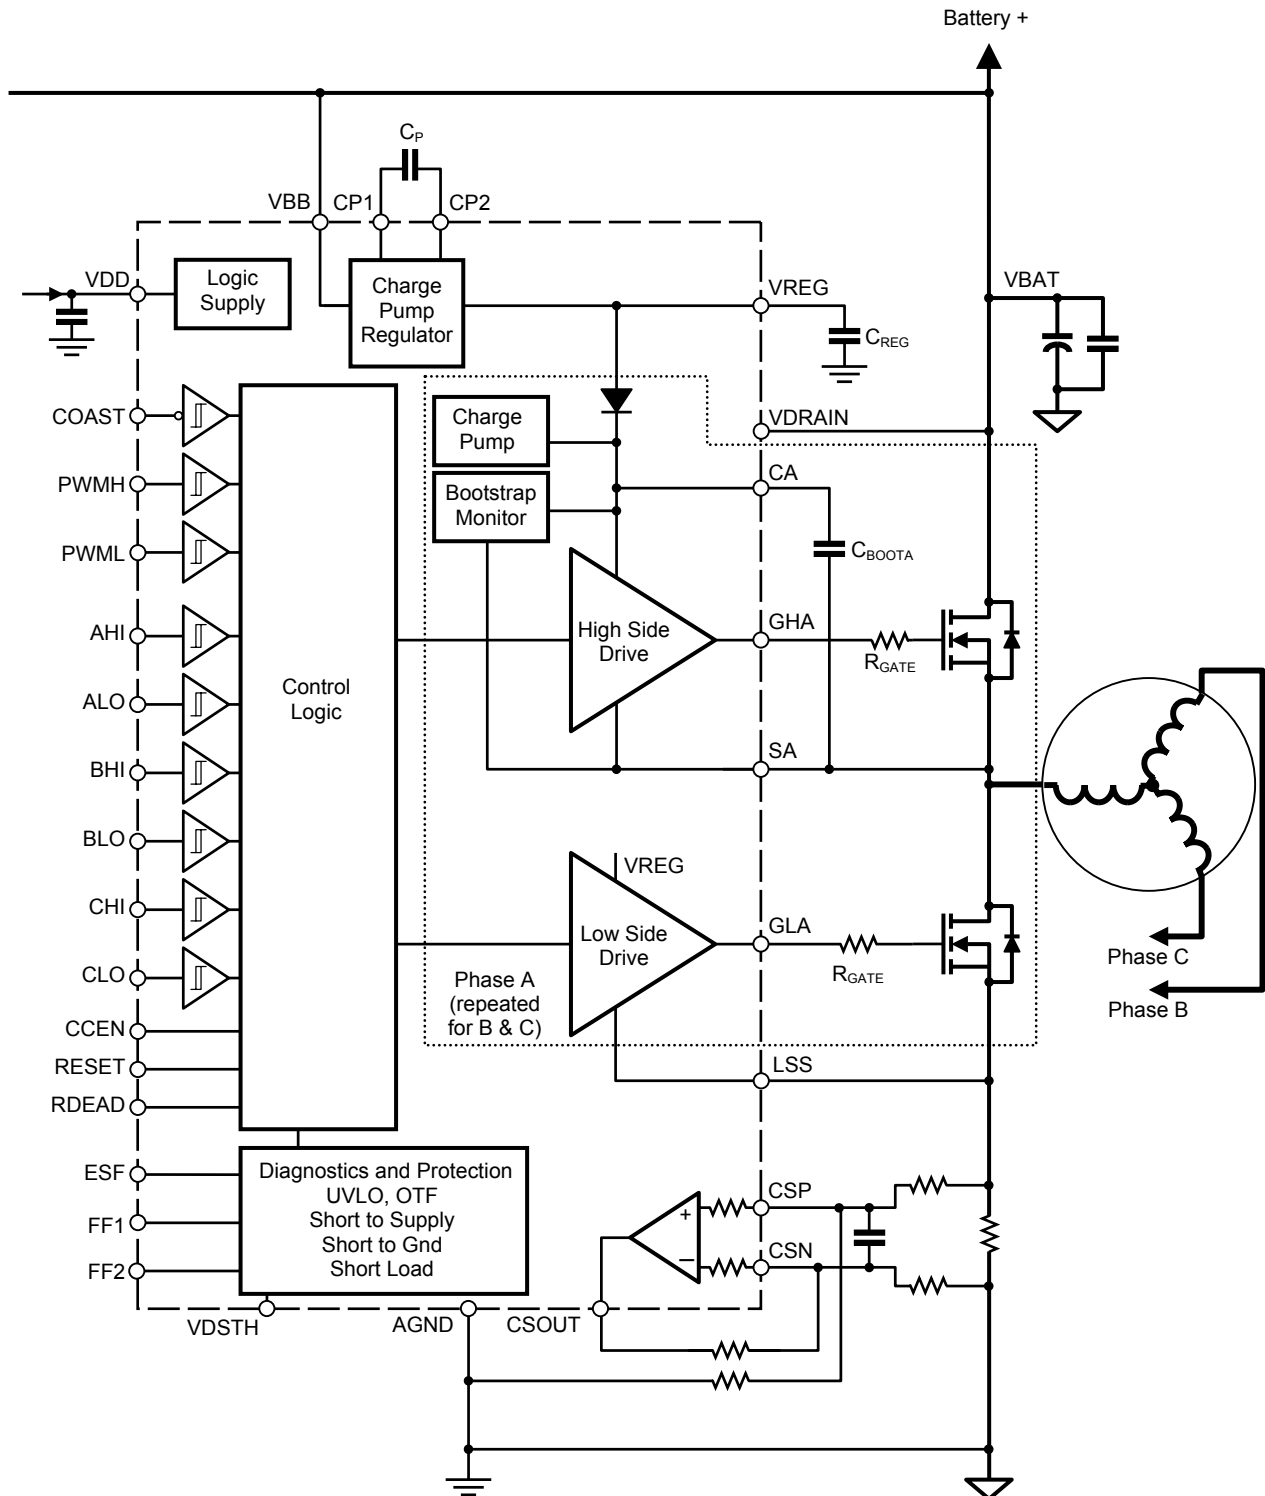 Battery +
CP
VBB
CP1
CP2
VDD
Logic
Supply
Charge
Pump
Regulator
VREG
CREG
VBAT
COAST
PWMH
PWML
AHI
ALO
BHI
BLO
CHI
CLO
CCEN
RESET
RDEAD
Control
Logic
Charge
Pump
Bootstrap
Monitor
VDRAIN
CA
CBOOTA
High Side
Drive
GHA
RGATE
SA
VREG
Low Side
Drive
GLA
RGATE
Phase A
(repeated
for B & C)
Phase C
Phase B
LSS
ESF
FF1
FF2
Diagnostics and Protection
UVLO, OTF
Short to Supply
Short to Gnd
Short Load
+
–
CSP
CSN
VDSTH
AGND
CSOUT